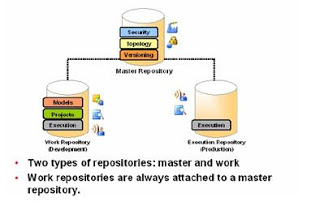 Security
Topology
Versioning
Master Repository
Models
Projects
Execution
Execution
Work Repository
(Development)
Execution Repository
(Production)
• Two types of repositories: master and work
• Work repositories are always attached to a master
repository.